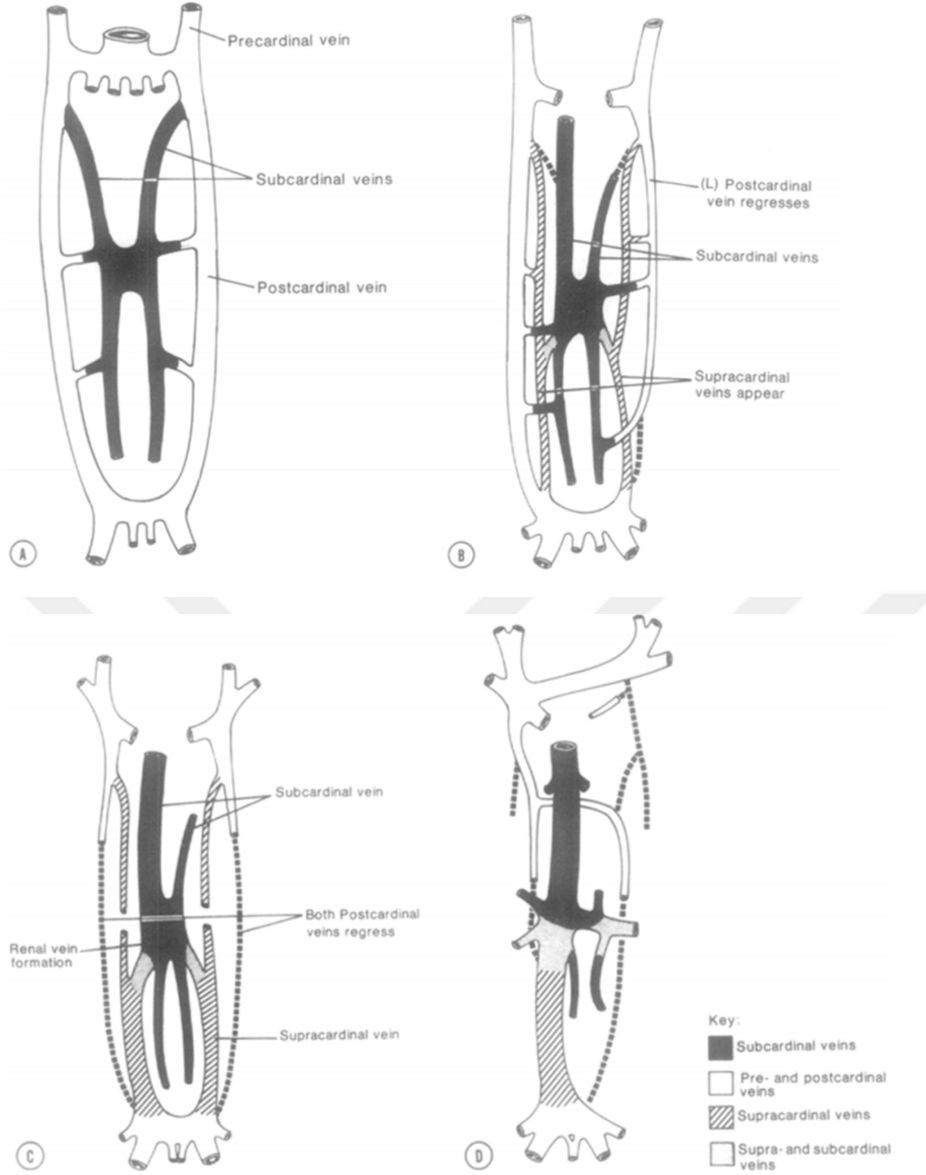 Precardinal vein
Subcardinal veins
Postcardinal vein
A
(L) Postcardinal
vein regresses
Subcardinal veins
Supracardinal
veins appear
B
Subcardinal vein
Both Postcardinal
veins regress
Renal vein
formation
Supracardinal vein
C
D
Key:
Subcardinal veins
Pre- and postcardinal
veins
Supracardinal veins
Supra- and subcardinal
veins